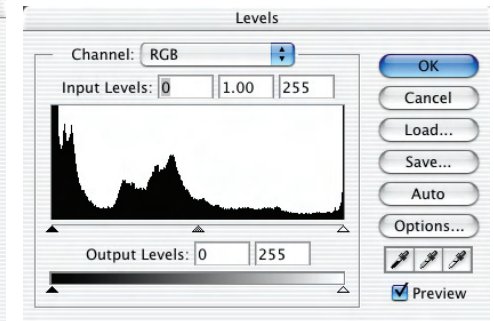 Levels
Channel: RGB
OK
Input Levels: 0 1.00 255
Cancel
Load...
Save...
Auto
Options...
Output Levels: 0 255
Preview